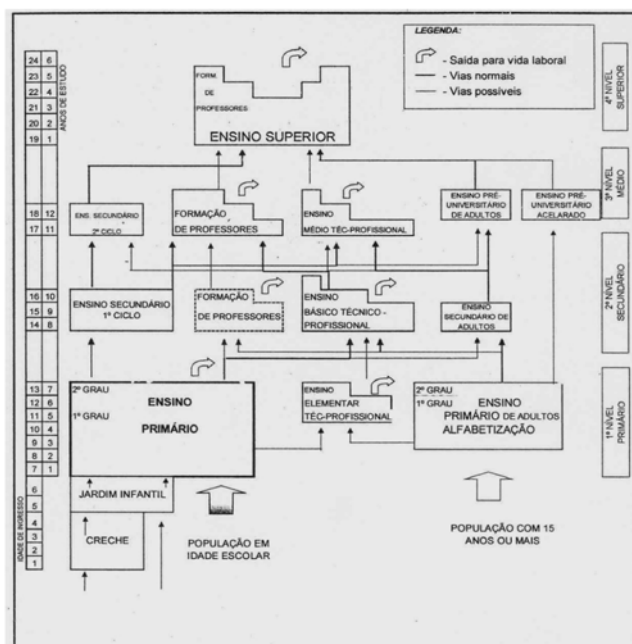 LEGENDA:
- Saída para vida laboral
- Vias normais
- Vias possíveis
24 6
23 5
22 4
21 3
20 2
19 1
ANOS DE ESTUDO
FORM.
DE
PROFESSORES
ENSINO SUPERIOR
4º NIVEL
SUPERIOR
18 12
17 11
ENS. SECUNDÁRIO
2º CICLO
FORMAÇÃO
DE PROFESSORES
ENSINO
MÉDIO TÉC-PROFISSIONAL
ENSINO PRÉ-
UNIVERSITÁRIO
DE ADULTOS
ENSINO PRÉ-
UNIVERSITÁRIO
ACELARADO
3º NIVEL
MÉDIO
16 10
15 9
14 8
ENSINO SECUNDÁRIO
1º CICLO
FORMAÇÃO
DE PROFESSORES
ENSINO
BÁSICO TÉCNICO -
PROFISSIONAL
ENSINO
SECUNDÁRIO DE
ADULTOS
2º NIVEL
SECUNDÁRIO
13 7
12 6
11 5
10 4
9 3
8 2
7 1
2º GRAU
1º GRAU
ENSINO
PRIMÁRIO
ENSINO
ELEMENTAR
TÉC-PROFISSIONAL
2º GRAU
1º GRAU
ENSINO
PRIMÁRIO DE ADULTOS
ALFABETIZAÇÃO
1º NIVEL
PRIMÁRIO
6
5
4
3
2
1
IDADE DE INGRESSO
JARDIM INFANTIL
CRECHE
POPULAÇÃO EM
IDADE ESCOLAR
POPULAÇÃO COM 15
ANOS OU MAIS